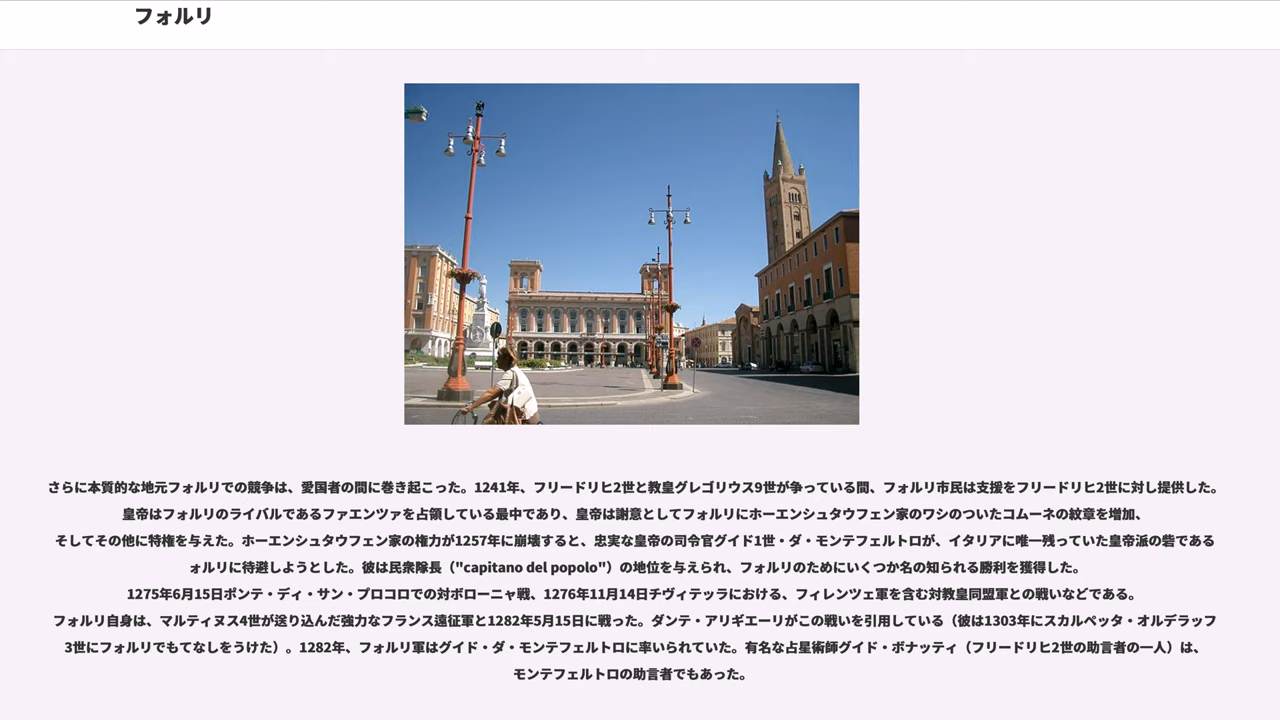 フォルリ
さらに本質的な地元フォルリでの競争は、愛国者の間に巻き起こった。1241年、フリードリヒ2世と教皇グレゴリウス9世が争っている間、フォルリ市民は支援をフリードリヒ2世に対し提供した。
皇帝はフォルリのライバルであるファエンツァを占領している最中であり、皇帝は謝意としてフォルリにホーエンシュタウフェン家のワシのついたコムーネの紋章を増加、
そしてその他に特権を与えた。ホーエンシュタウフェン家の権力が1257年に崩壊すると、忠実な皇帝の司令官グイド1世・ダ・モンテフェルトロが、イタリアに唯一残っていた皇帝派の砦である
ォルリに待避しようとした。彼は民衆隊長（"capitano del popolo"）の地位を与えられ、フォルリのためにいくつか名の知られる勝利を獲得した。
1275年6月15日ポンテ・ディ・サン・プロコロでの対ボローニャ戦、1276年11月14日チヴィテッラにおける、フィレンツェ軍を含む対教皇同盟軍との戦いなどである。
フォルリ自身は、マルティヌス4世が送り込んだ強力なフランス遠征軍と1282年5月15日に戦った。ダンテ・アリギエーリがこの戦いを引用している（彼は1303年にスカルペッタ・オルデラッフ
3世にフォルリでもてなしをうけた）。1282年、フォルリ軍はグイド・ダ・モンテフェルトロに率いられていた。有名な占星術師グイド・ボナッティ（フリードリヒ2世の助言者の一人）は、
モンテフェルトロの助言者でもあった。